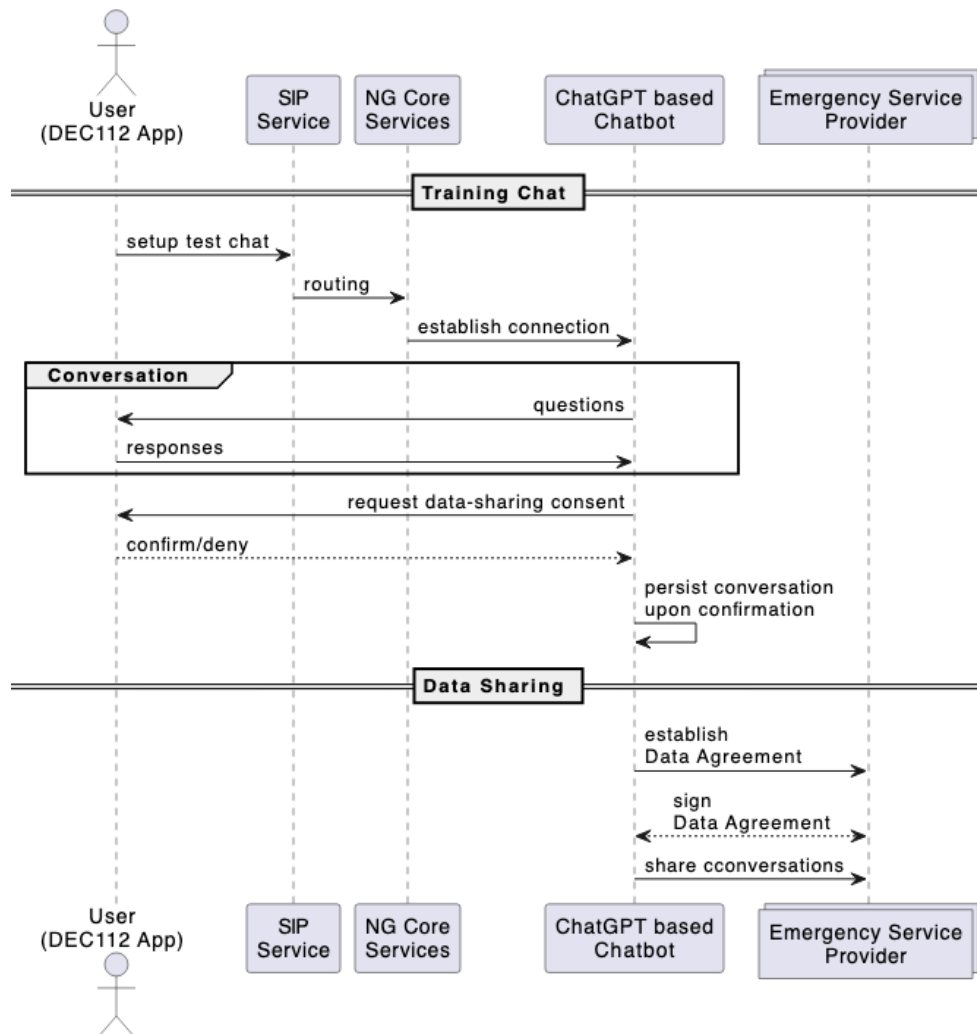 User
(DEC112 App)
SIP
Service
NG Core
Services
ChatGPT based
Chatbot
Emergency Service
Provider
Training Chat
setup test chat
routing
establish connection
Conversation
questions
responses
request data-sharing consent
confirm/deny
persist conversation
upon confirmation
Data Sharing
establish
Data Agreement
sign
Data Agreement
share cconversations
User
(DEC112 App)
SIP
Service
NG Core
Services
ChatGPT based
Chatbot
Emergency Service
Provider